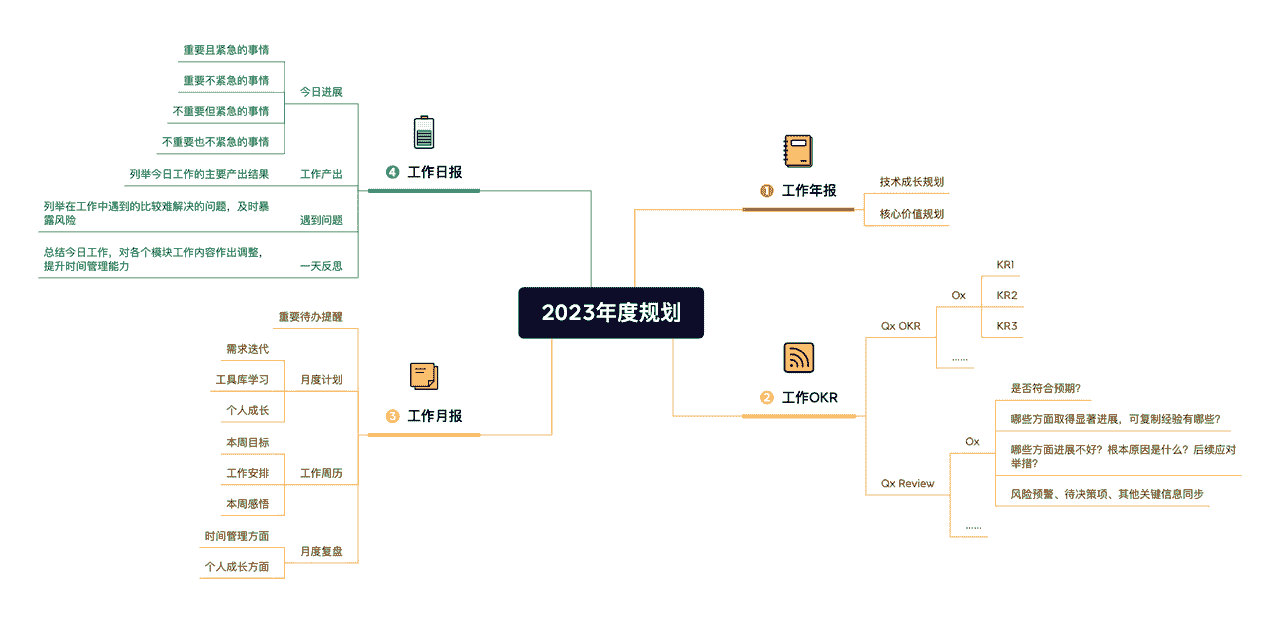 2023年度规划
1 工作年报
技术成长规划
核心价值规划
2 工作OKR
Qx OKR
Ox
KR1
KR2
KR3
......
Qx Review
Ox
是否符合预期?
哪些方面取得显著进展，可复制经验有哪些?
哪些方面进展不好？根本原因是什么？后续应对
举措?
风险预警、待决策项、其他关键信息同步
......
3 工作月报
重要待办提醒
月度计划
需求迭代
工具库学习
个人成长
工作周历
本周目标
工作安排
本周感悟
月度复盘
时间管理方面
个人成长方面
4 工作日报
今日进展
重要且紧急的事情
重要不紧急的事情
不重要但紧急的事情
不重要也不紧急的事情
工作产出
列举今日工作的主要产出结果
遇到问题
列举在工作中遇到的比较难解决的问题，及时暴
露风险
一天反思
总结今日工作，对各个模块工作内容作出调整，
提升时间管理能力